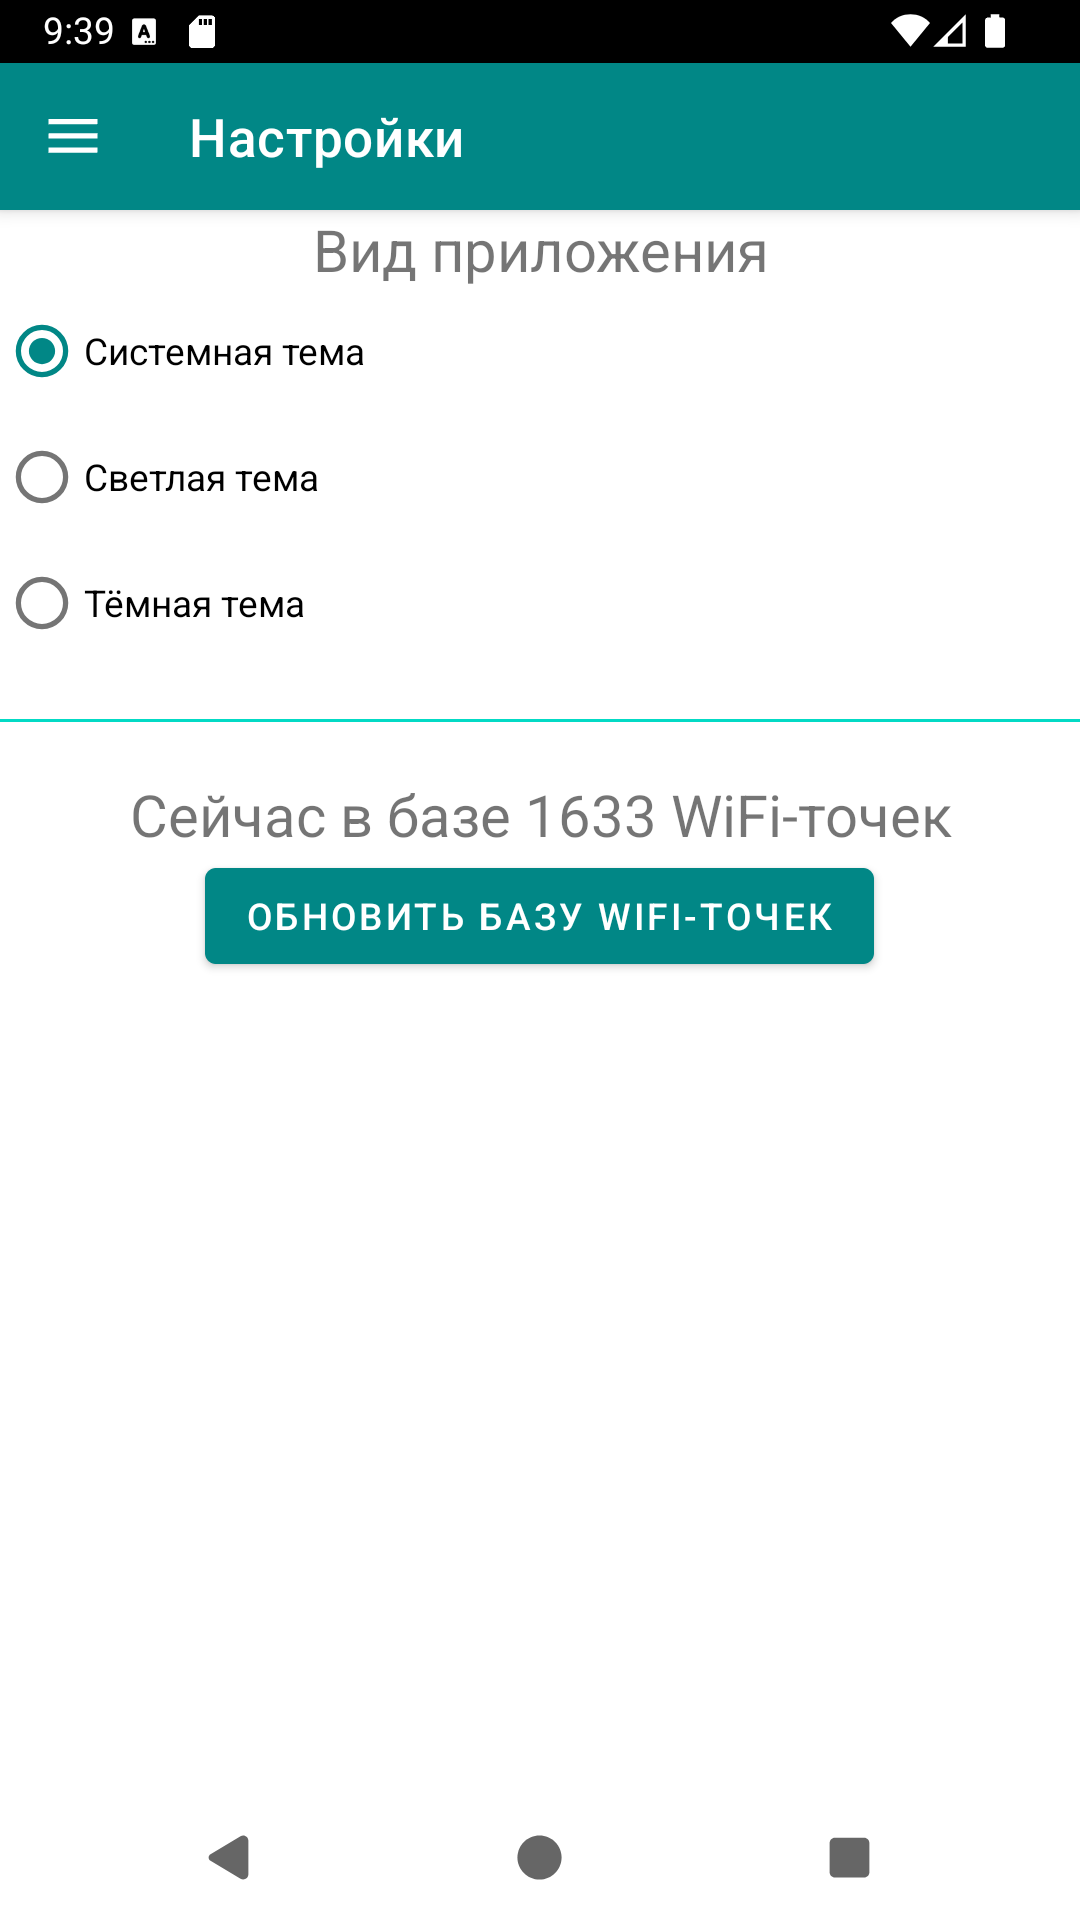 9:39
Настройки
Вид приложения
Системная тема
Светлая тема
Тёмная тема
Сейчас в базе 1633 WiFi-точек
ОБНОВИТЬ БАЗУ WIFI-ТОЧЕК